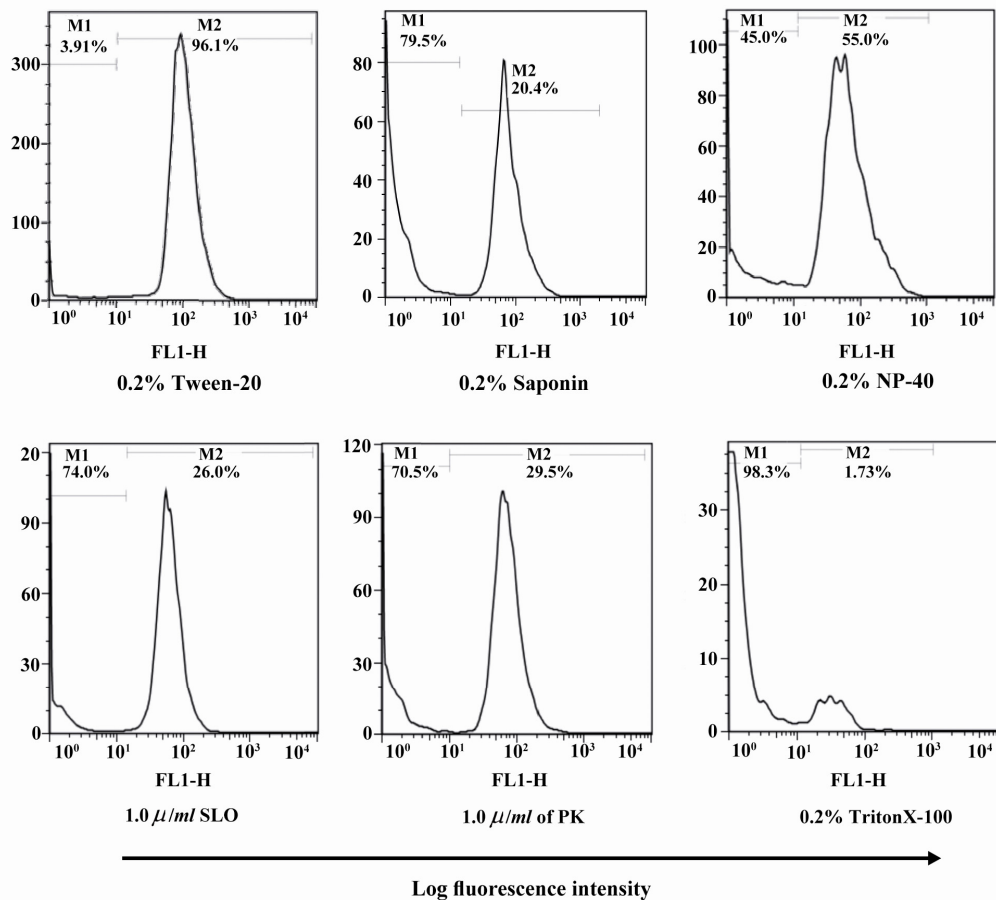 M1 M2
3.91% 96.1%
300
200
100
0
10⁰ 10¹ 10² 10³ 10⁴
FL1-H
0.2% Tween-20
M1
79.5%
M2
20.4%
80
60
40
20
0
10⁰ 10¹ 10² 10³ 10⁴
FL1-H
0.2% Saponin
M1 M2
45.0% 55.0%
100
80
60
40
20
0
10⁰ 10¹ 10² 10³ 10⁴
FL1-H
0.2% NP-40
M1 M2
74.0% 26.0%
20
90
60
30
0
10⁰ 10¹ 10² 10³ 10⁴
FL1-H
1.0 μ/ml SLO
M1 M2
70.5% 29.5%
120
90
60
30
0
10⁰ 10¹ 10² 10³ 10⁴
FL1-H
1.0 μ/ml of PK
M1 M2
98.3% 1.73%
30
20
10
0
10⁰ 10¹ 10² 10³ 10⁴
FL1-H
0.2% TritonX-100
Log fluorescence intensity